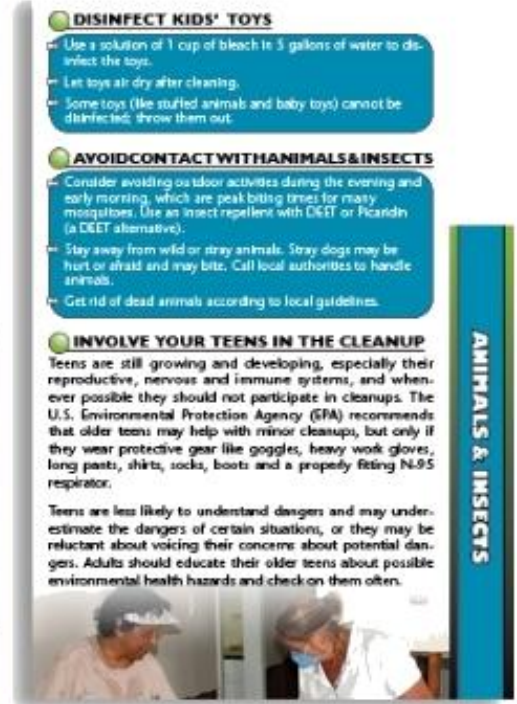 DISINFECT KIDS' TOYS
Use a solution of 1 cup of bleach in 5 gallons of water to dis-
infect the toys.
Let toys air dry after cleaning.
Some toys (like stuffed animals and baby toys) cannot be
disinfected; throw them out.
AVOIDCONTACTWITHANIMALS&INSECTS
Consider avoiding outdoor activities during the evening and
early morning, which are peak biting times for many
mosquitoes. Use an insect repellent with DEET or Picaridin
(a DEET alternative).
Stay away from wild or stray animals. Stray dogs may be
hurt or afraid and may bite. Call local authorities to handle
animals.
Get rid of dead animals according to local guidelines.
INVOLVE YOUR TEENS IN THE CLEANUP
Teens are still growing and developing, especially their
reproductive, nervous and immune systems, and when-
ever possible they should not participate in cleanups. The
U.S. Environmental Protection Agency (EPA) recommends
that older teens may help with minor cleanups, but only if
they wear protective gear like goggles, heavy work gloves,
long pants, shirts, socks, boots and a properly fitting N-95
respirator.
Teens are less likely to understand dangers and may under-
estimate the dangers of certain situations, or they may be
reluctant about voicing their concerns about potential dan-
gers. Adults should educate their older teens about possible
environmental health hazards and check on them often.
ANIMALS & INSECTS